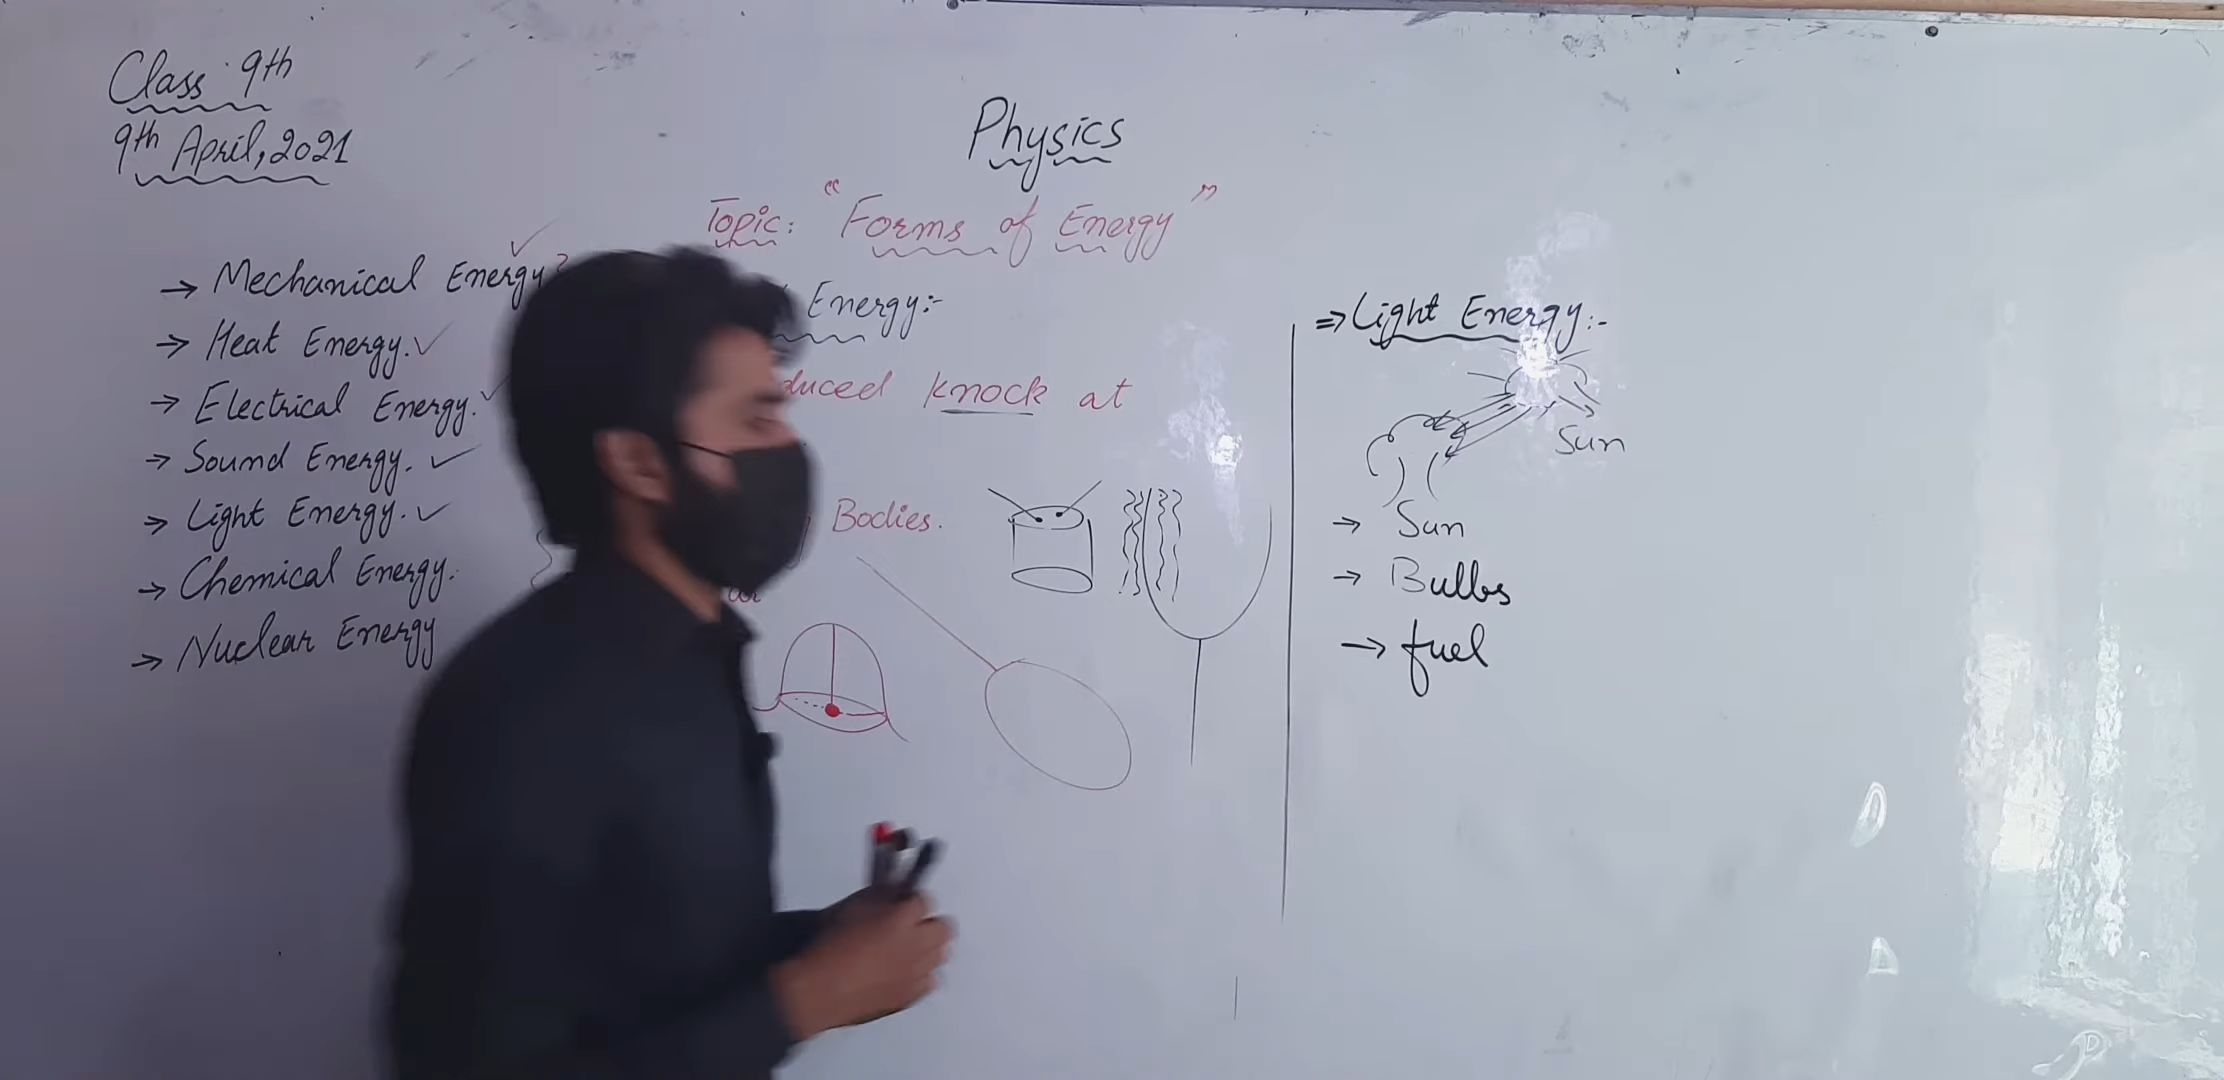 Class 9th
9th April, 2021
Physics
Topic: "Forms of Energy"
→ Mechanical Energy
→ Heat Energy. ✓
→ Electrical Energy. ✓
→ Sound Energy. ✓
→ Light Energy. ✓
→ Chemical Energy.
→ Nuclear Energy
Energy:-
duced knock at
Bodies.
⇒ Light Energy:-
Sun
→ Sun
→ Bulbs
→ fuel